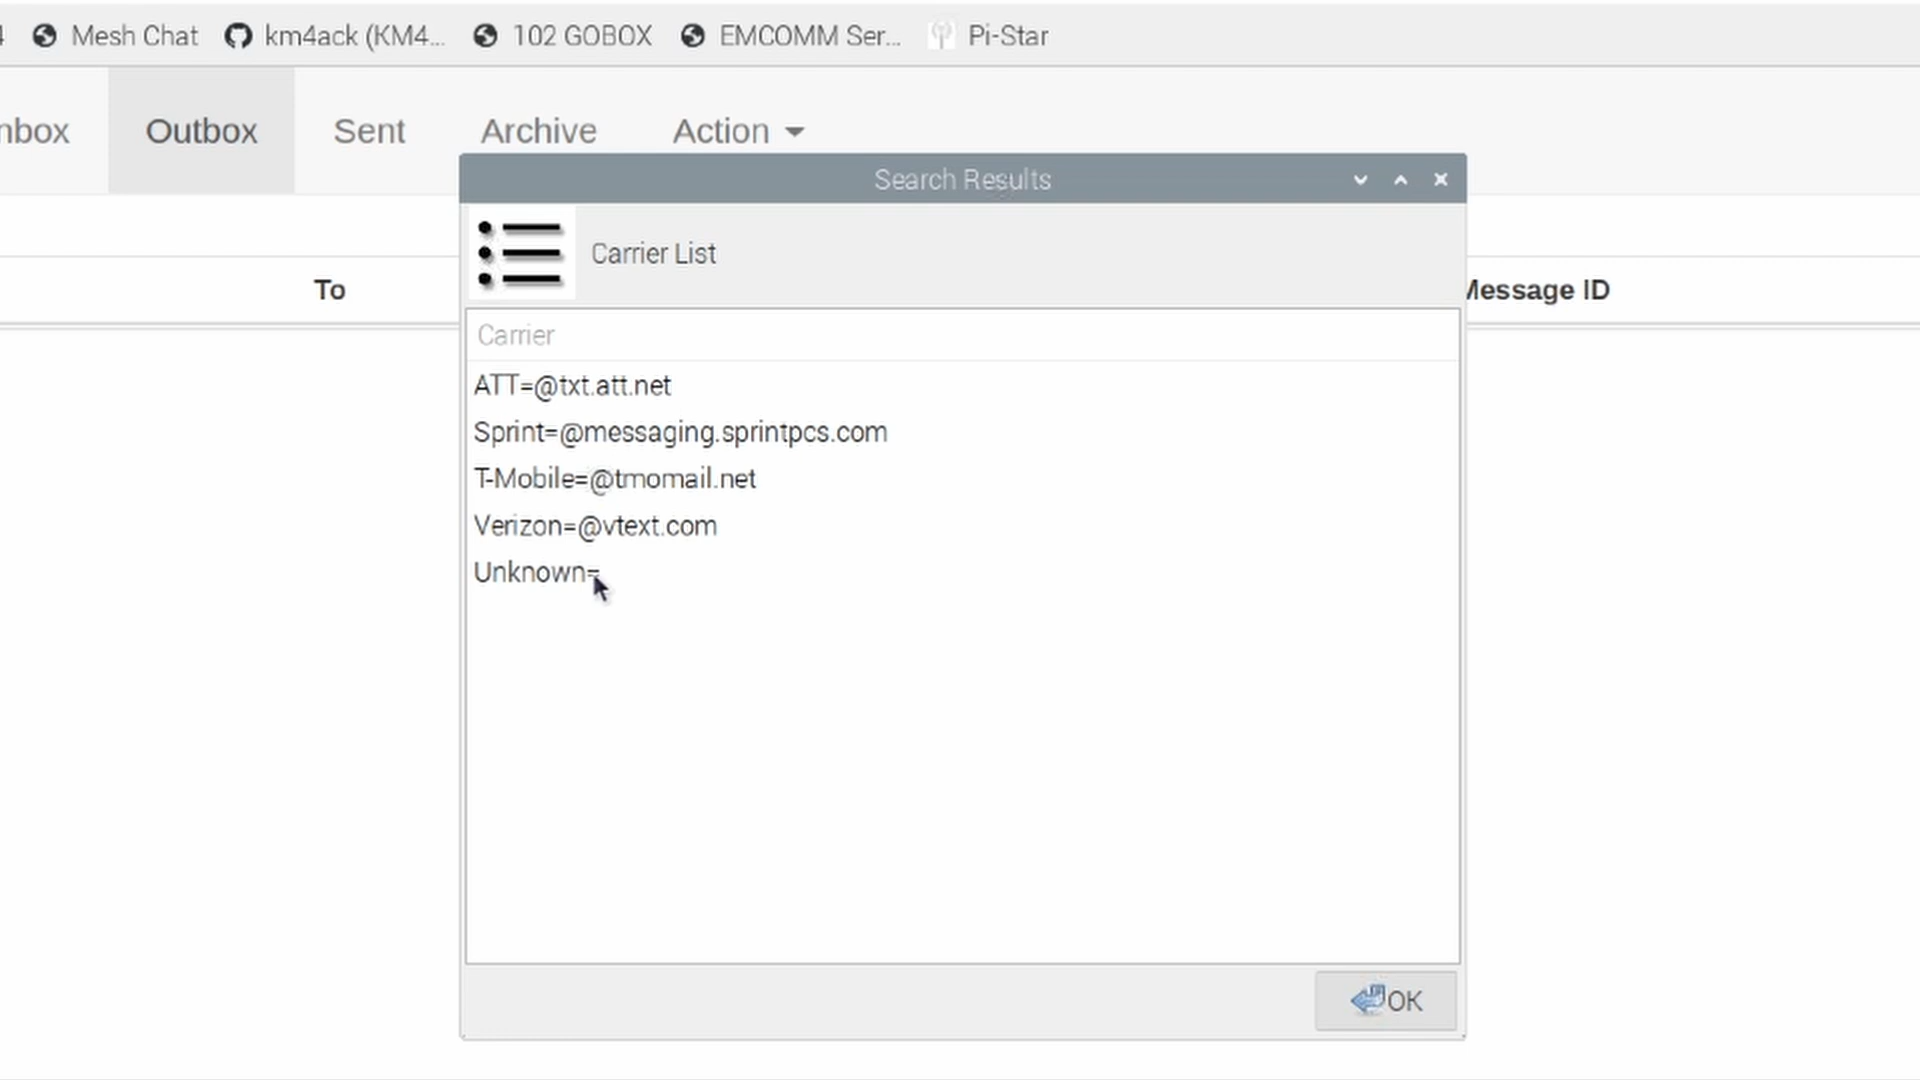 4 Mesh Chat km4ack (KM4... 102 GOBOX EMCOMM Ser... Pi-Star
nbox Outbox Sent Archive Action
Search Results
Carrier List
To
Message ID
Carrier
ATT=@txt.att.net
Sprint=@messaging.sprintpcs.com
T-Mobile=@tmomail.net
Verizon=@vtext.com
Unknown=
OK